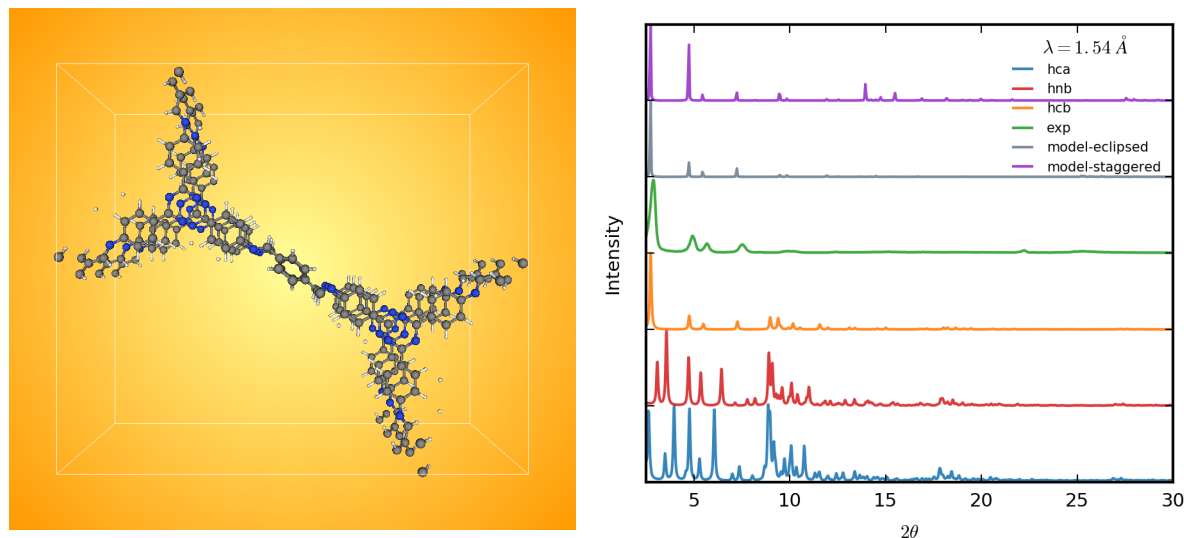 λ = 1.54 Å
hca
hnb
hcb
exp
model-eclipsed
model-staggered
Intensity
5 10 15 20 25 30
2θ